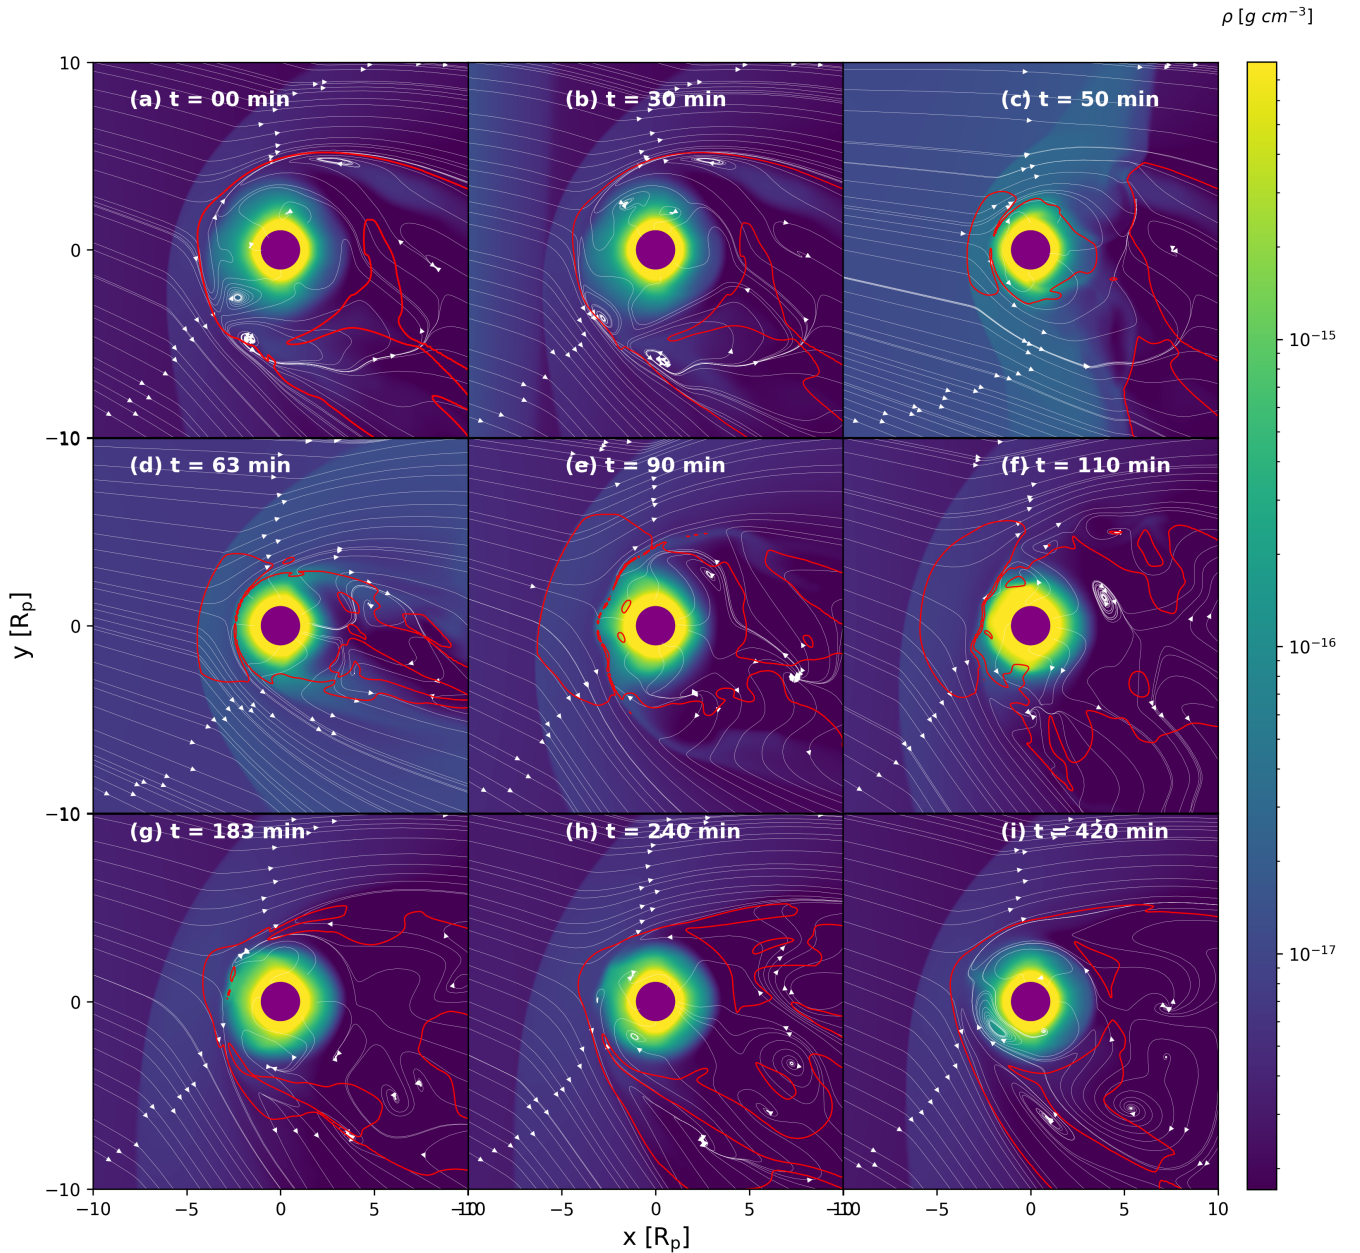 ρ [g cm⁻³]
(a) t = 00 min
(b) t = 30 min
(c) t = 50 min
10
0
−10
10⁻¹⁵
(d) t = 63 min
(e) t = 90 min
(f) t = 110 min
y [Rₚ]
0
−10
10⁻¹⁶
(g) t = 183 min
(h) t = 240 min
(i) t = 420 min
10⁻¹⁷
0
−10
−10 −5 0 5 −10 −5 0 5 −10 −5 0 5 10
x [Rₚ]